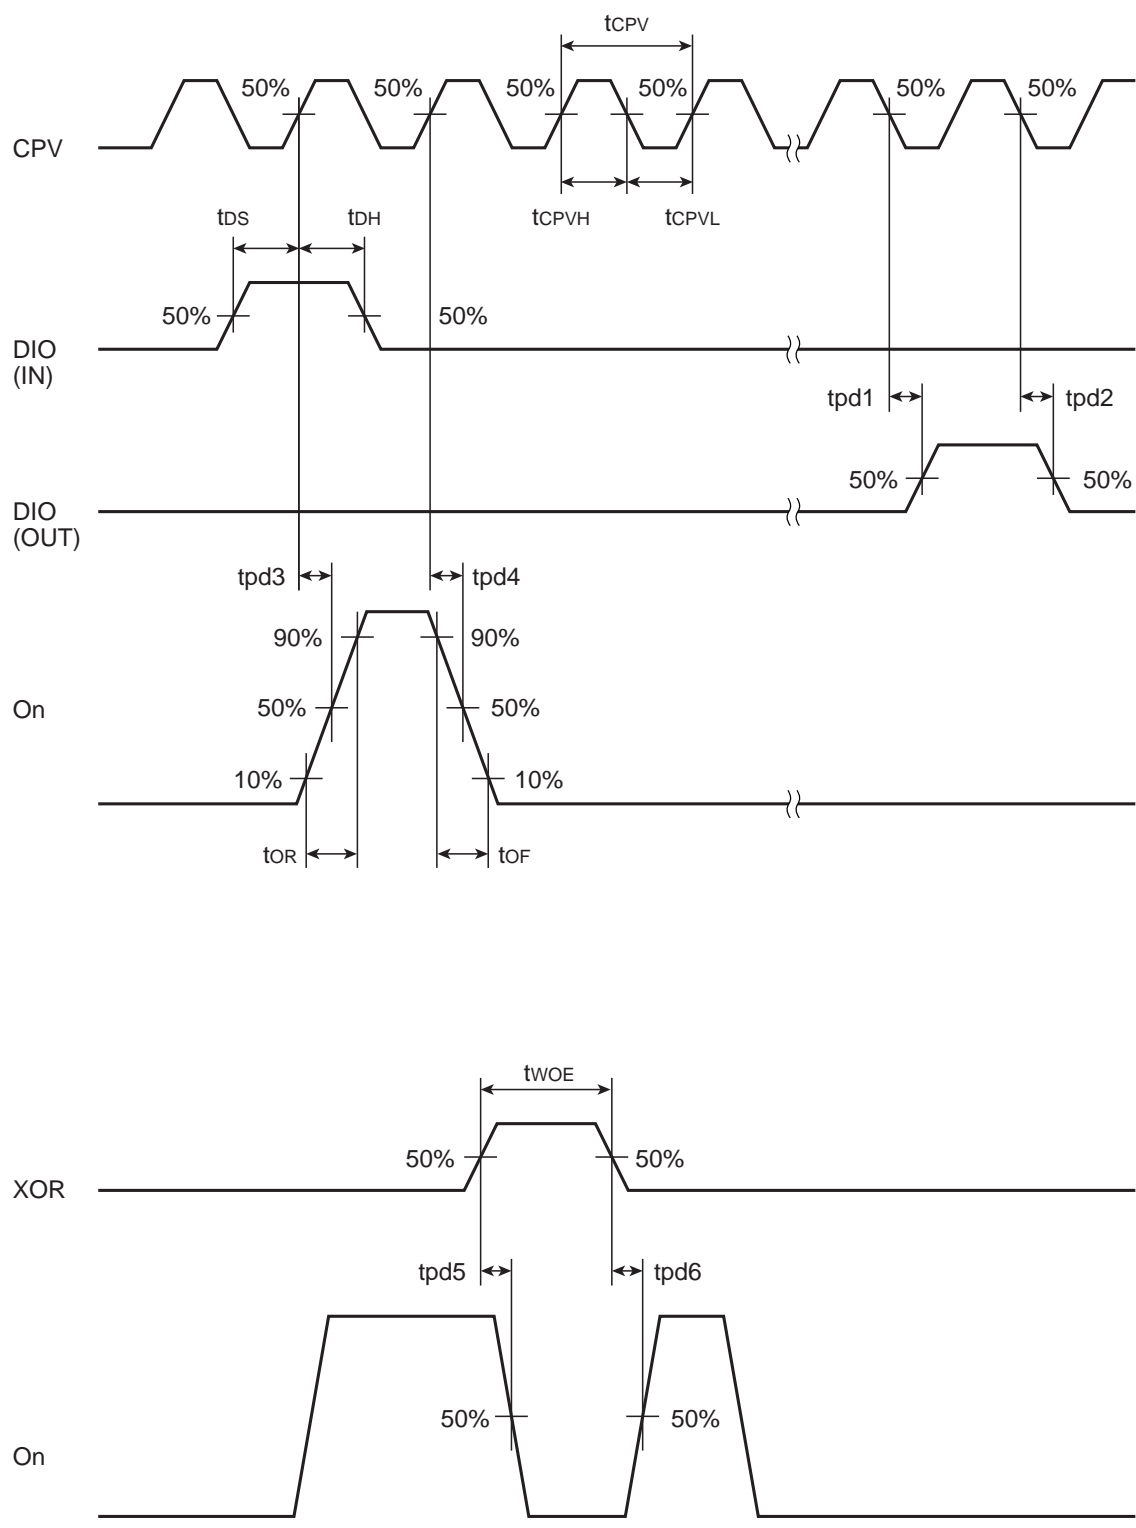 tCPV
50% 50% 50% 50% 50% 50%
CPV
tDS tDH tCPVH tCPVL
50% 50%
DIO
(IN)
tpd1 tpd2
50% 50%
DIO
(OUT)
tpd3 tpd4
90% 90%
On 50% 50%
10% 10%
tOR tOF
tWOE
50% 50%
XOR
tpd5 tpd6
50% 50%
On